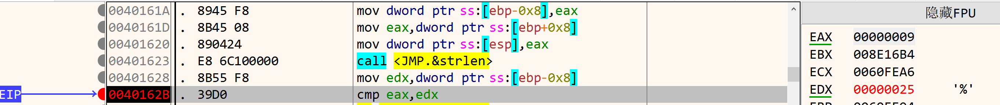 0040161A . 8945 F8 mov dword ptr ss:[ebp-0x8],eax
隐藏FPU
0040161D . 8B45 08 mov eax,dword ptr ss:[ebp+0x8]
EAX 00000009
00401620 . 890424 mov dword ptr ss:[esp],eax
EBX 008E16B4
00401623 . E8 6C100000 call <JMP.&strlen>
ECX 0060FEA6
00401628 . 8B55 F8 mov edx,dword ptr ss:[ebp-0x8]
EDX 00000025 '%'
EIP 0040162B . 39D0 cmp eax,edx